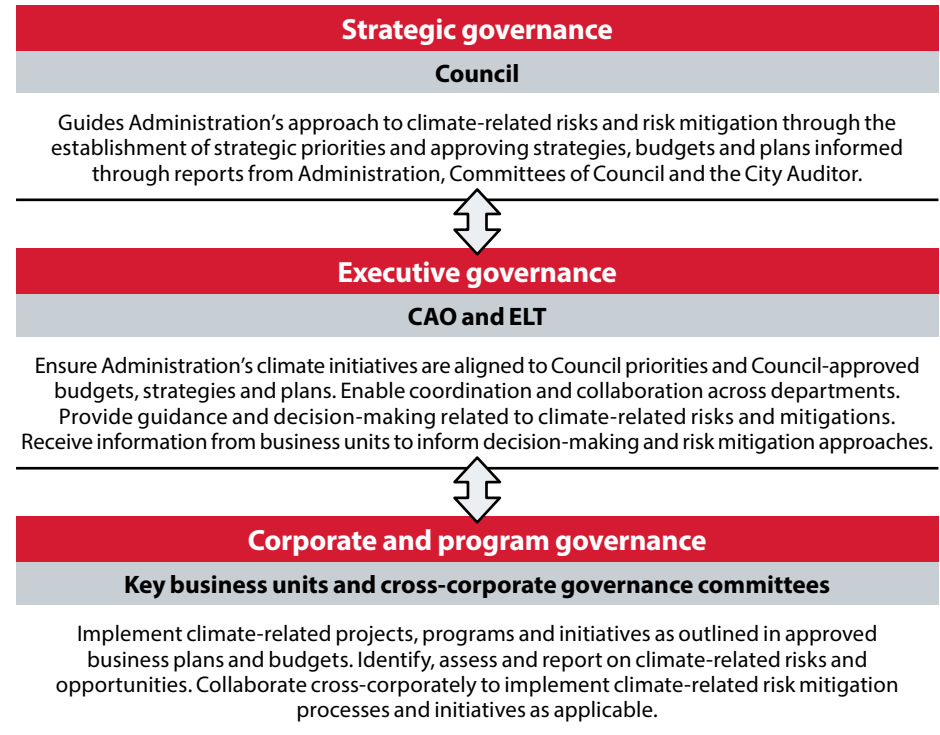 Strategic governance
Council
Guides Administration’s approach to climate-related risks and risk mitigation through the
establishment of strategic priorities and approving strategies, budgets and plans informed
through reports from Administration, Committees of Council and the City Auditor.
Executive governance
CAO and ELT
Ensure Administration’s climate initiatives are aligned to Council priorities and Council-approved
budgets, strategies and plans. Enable coordination and collaboration across departments.
Provide guidance and decision-making related to climate-related risks and mitigations.
Receive information from business units to inform decision-making and risk mitigation approaches.
Corporate and program governance
Key business units and cross-corporate governance committees
Implement climate-related projects, programs and initiatives as outlined in approved
business plans and budgets. Identify, assess and report on climate-related risks and
opportunities. Collaborate cross-corporately to implement climate-related risk mitigation
processes and initiatives as applicable.